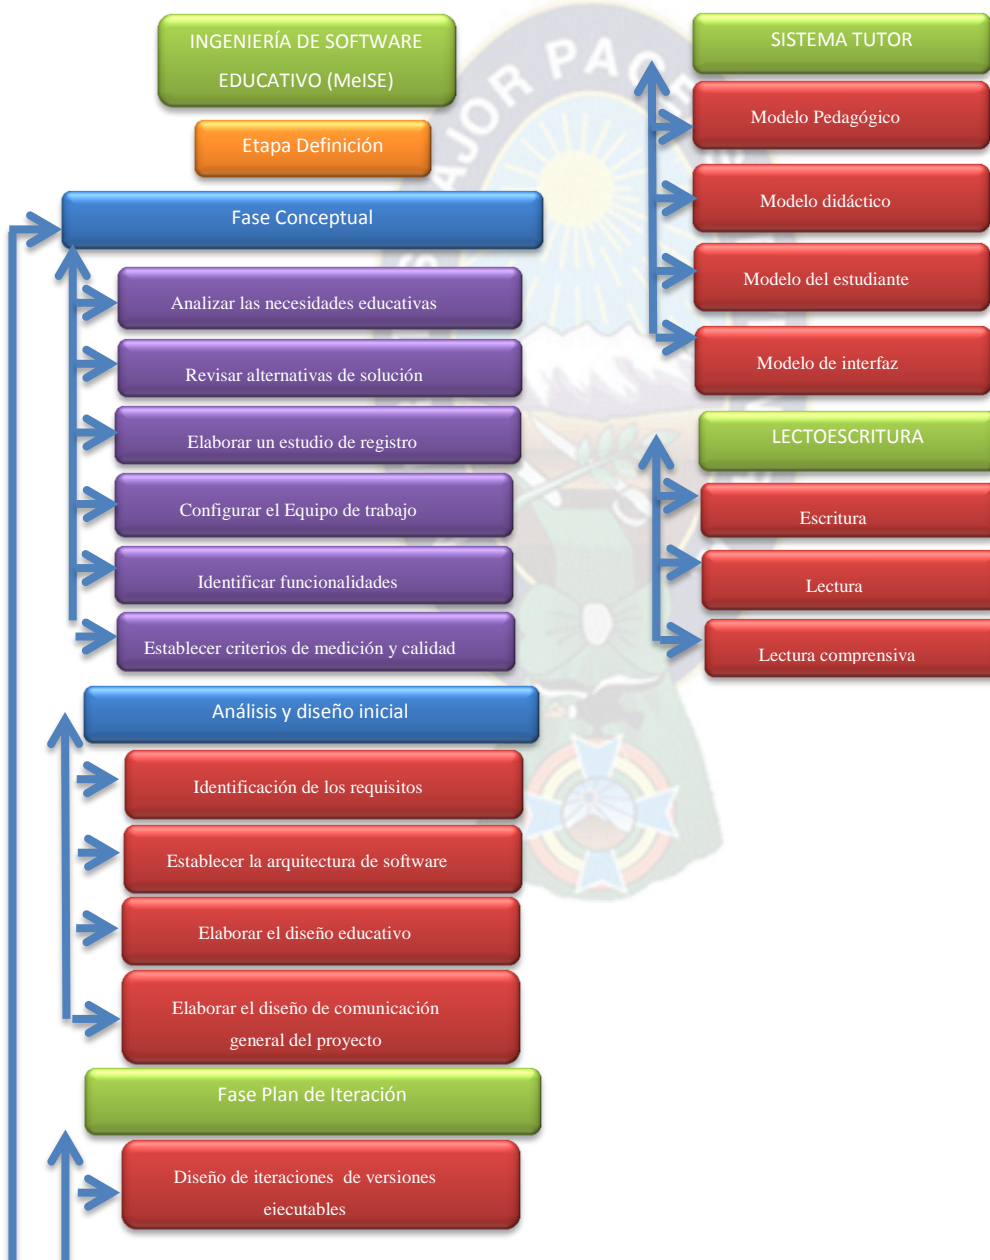 INGENIERÍA DE SOFTWARE
EDUCATIVO (MeISE)
Etapa Definición
Fase Conceptual
Analizar las necesidades educativas
Revisar alternativas de solución
Elaborar un estudio de registro
Configurar el Equipo de trabajo
Identificar funcionalidades
Establecer criterios de medición y calidad
Análisis y diseño inicial
Identificación de los requisitos
Establecer la arquitectura de software
Elaborar el diseño educativo
Elaborar el diseño de comunicación
general del proyecto
Fase Plan de Iteración
Diseño de iteraciones de versiones
ejecutables
SISTEMA TUTOR
Modelo Pedagógico
Modelo didáctico
Modelo del estudiante
Modelo de interfaz
LECTOESCRITURA
Escritura
Lectura
Lectura comprensiva